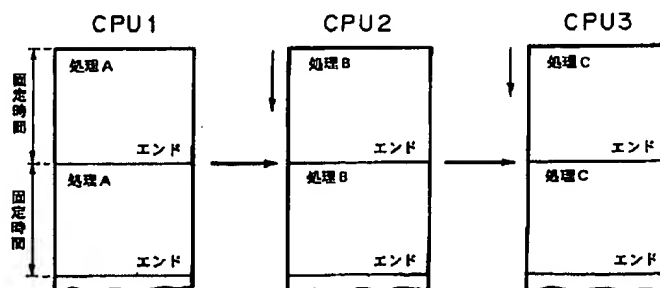 CPU1 CPU2 CPU3
処理A 処理B 処理C
固定時間
エンド エンド エンド
処理A 処理B 処理C
固定時間
エンド エンド エンド